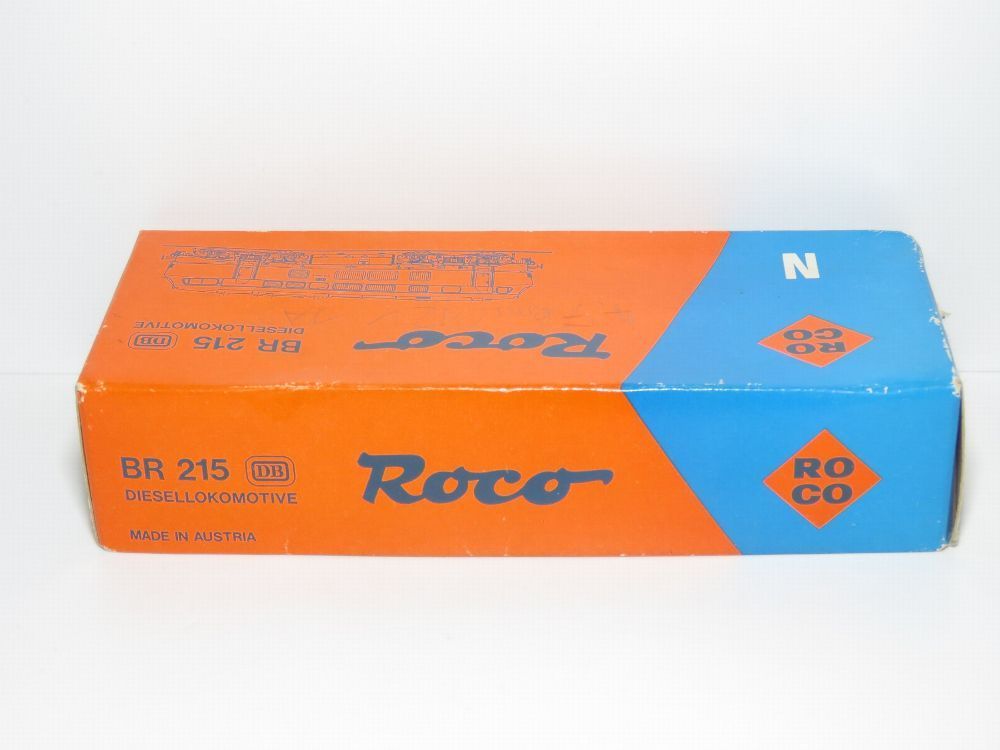 N
RO
CO
Roco
BR 215 DB
DIESELLOKOMOTIVE
BR 215 DB
DIESELLOKOMOTIVE
MADE IN AUSTRIA
Roco
RO
CO